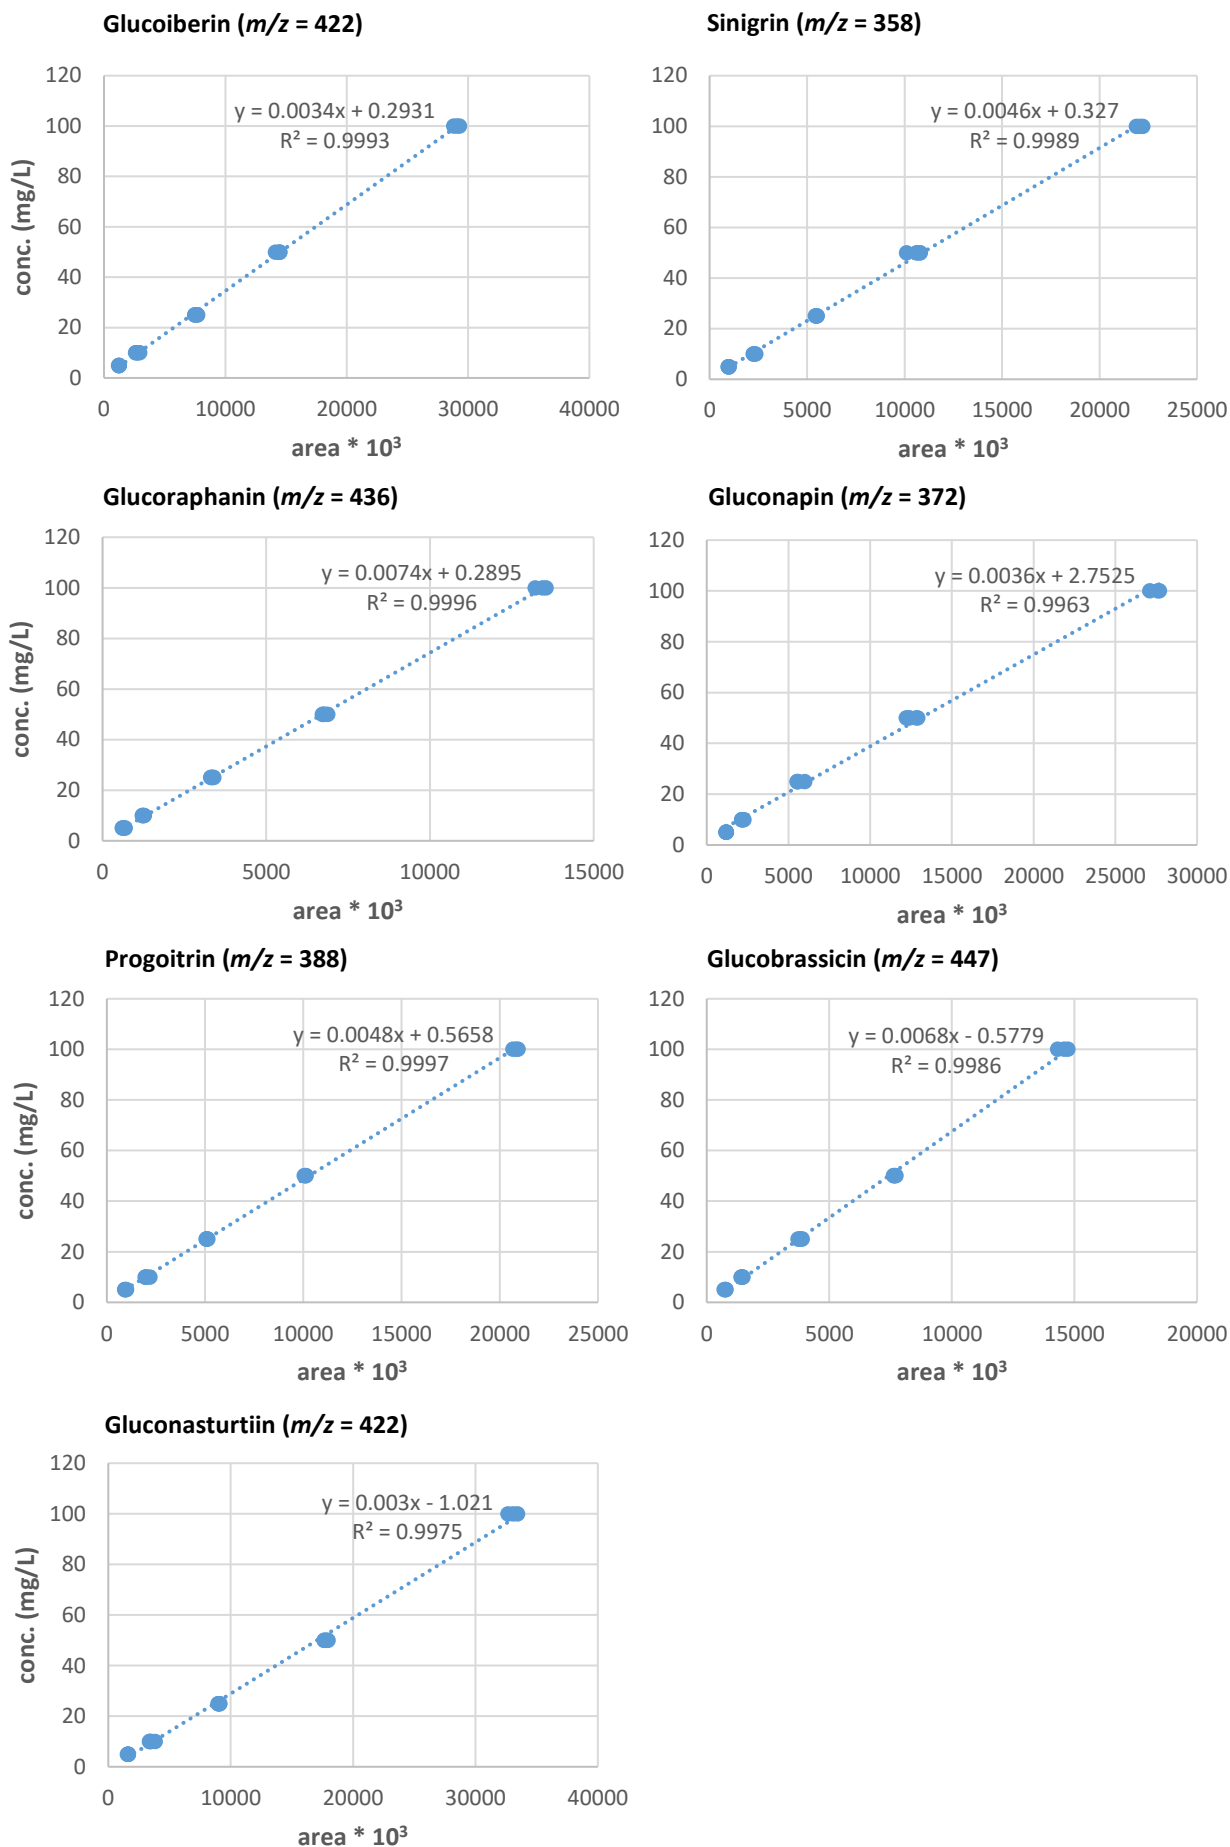 Glucoiberin (m/z = 422)
120
100
80
60
40
20
0
conc. (mg/L)
y = 0.0034x + 0.2931
R² = 0.9993
0 10000 20000 30000 40000
area * 10³
Sinigrin (m/z = 358)
120
100
80
60
40
20
0
y = 0.0046x + 0.327
R² = 0.9989
0 5000 10000 15000 20000 25000
area * 10³
Glucoraphanin (m/z = 436)
120
100
80
60
40
20
0
conc. (mg/L)
y = 0.0074x + 0.2895
R² = 0.9996
0 5000 10000 15000
area * 10³
Gluconapin (m/z = 372)
120
100
80
60
40
20
0
y = 0.0036x + 2.7525
R² = 0.9963
0 5000 10000 15000 20000 25000 30000
area * 10³
Progoitrin (m/z = 388)
120
100
80
60
40
20
0
conc. (mg/L)
y = 0.0048x + 0.5658
R² = 0.9997
0 5000 10000 15000 20000 25000
area * 10³
Glucobrassicin (m/z = 447)
120
100
80
60
40
20
0
y = 0.0068x - 0.5779
R² = 0.9986
0 5000 10000 15000 20000
area * 10³
Gluconasturtiin (m/z = 422)
120
100
80
60
40
20
0
conc. (mg/L)
y = 0.003x - 1.021
R² = 0.9975
0 10000 20000 30000 40000
area * 10³